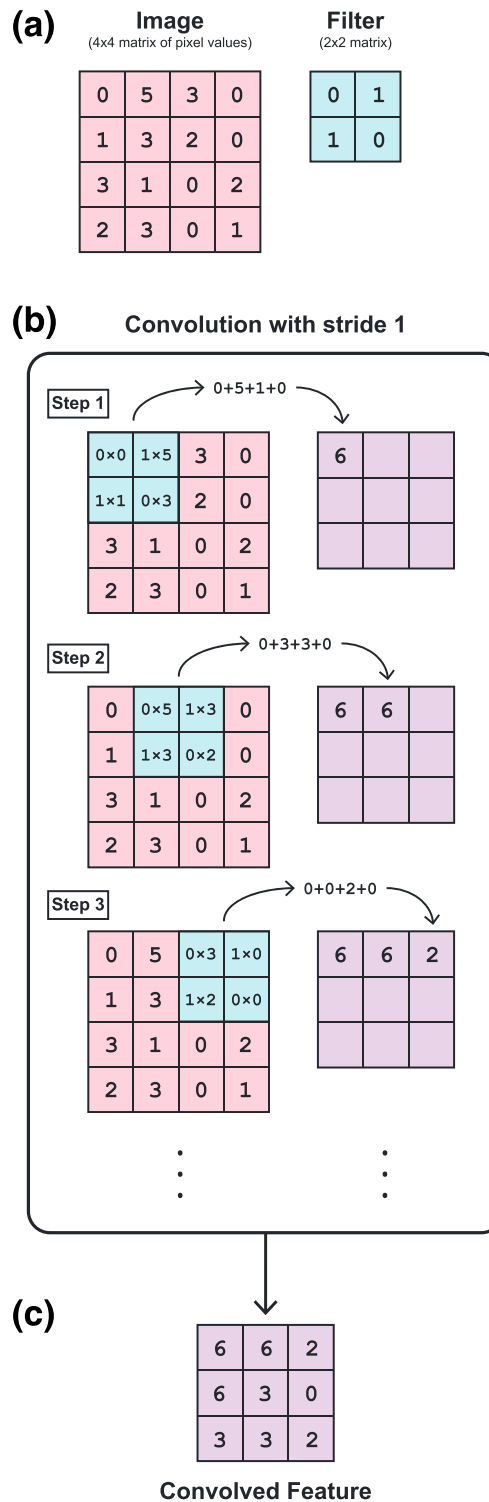 (a)
Image Filter
(4x4 matrix of pixel values) (2x2 matrix)
0 5 3 0 0 1
1 3 2 0 1 0
3 1 0 2
2 3 0 1
(b)
Convolution with stride 1
Step 1
0+5+1+0
0×0 1×5 3 0 6
1×1 0×3 2 0
3 1 0 2
2 3 0 1
Step 2
0+3+3+0
0 0×5 1×3 0 6 6
1 1×3 0×2 0
3 1 0 2
2 3 0 1
Step 3
0+0+2+0
0 5 0×3 1×0 6 6 2
1 3 1×2 0×0
3 1 0 2
2 3 0 1
(c)
6 6 2
6 3 0
3 3 2
Convolved Feature